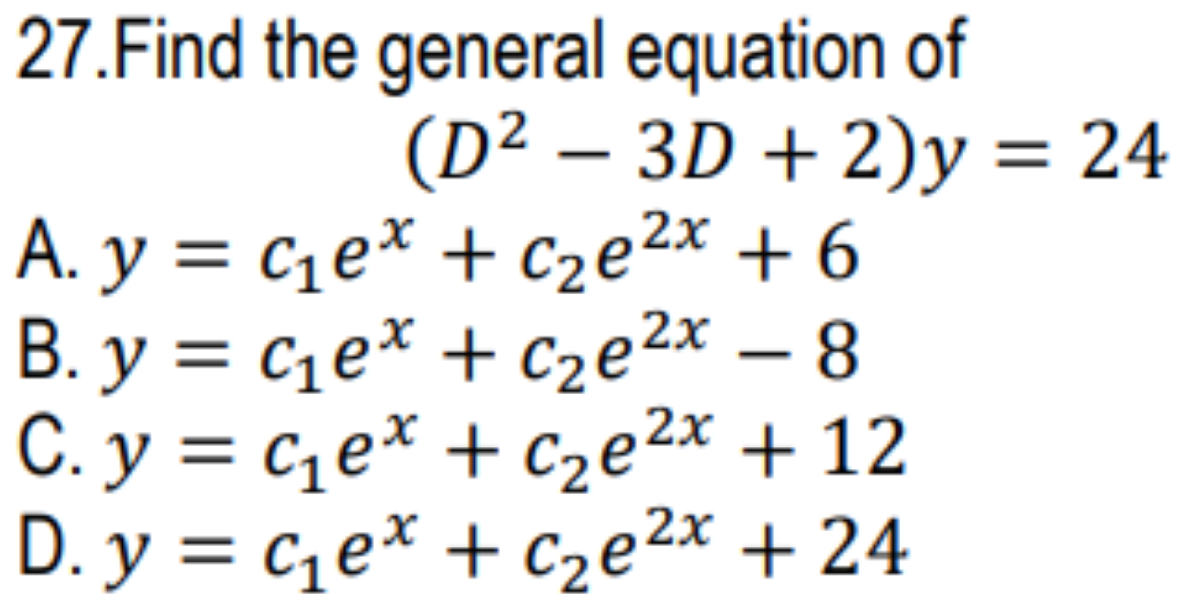 27.Find the general equation of
(D² − 3D + 2)y = 24
A. y = c₁eˣ + c₂e²ˣ + 6
B. y = c₁eˣ + c₂e²ˣ − 8
C. y = c₁eˣ + c₂e²ˣ + 12
D. y = c₁eˣ + c₂e²ˣ + 24